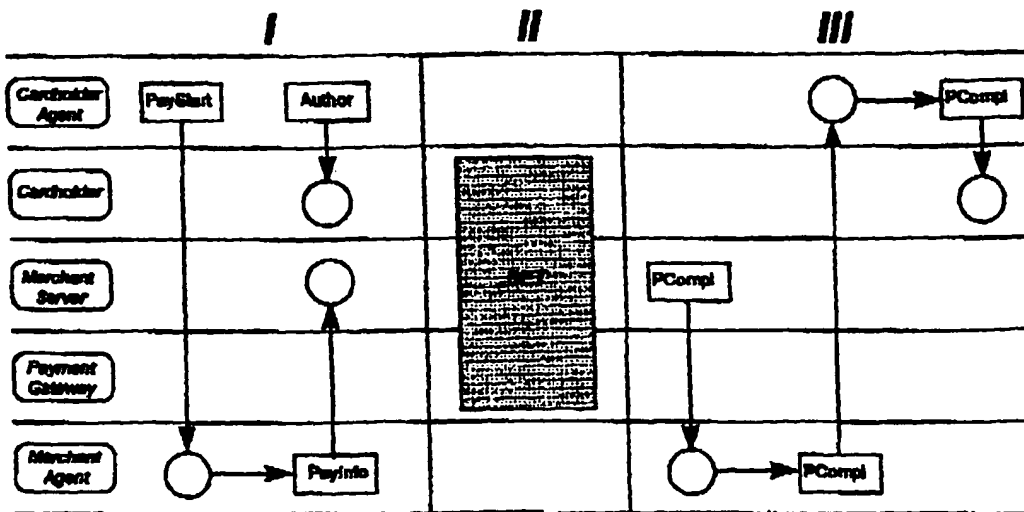 I II III
Cardholder
Agent
PayStart
Author
PCompl
Cardholder
Merchant
Server
PCompl
Payment
Gateway
Merchant
Agent
PayInfo
PCompl